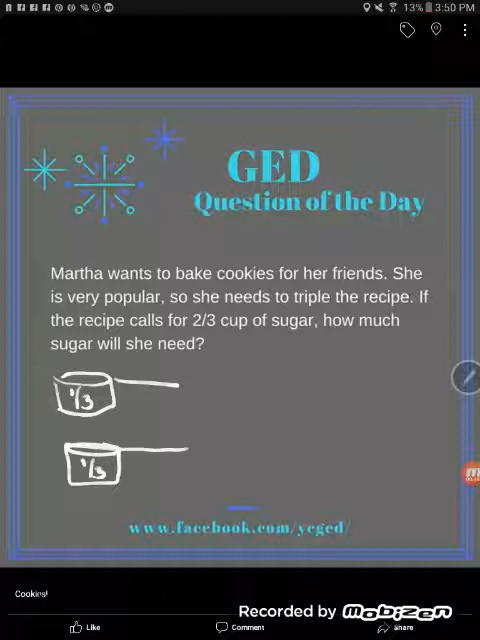 13% 3:50 PM
GED
Question of the Day
Martha wants to bake cookies for her friends. She
is very popular, so she needs to triple the recipe. If
the recipe calls for 2/3 cup of sugar, how much
sugar will she need?
1/3
1/3
www.facebook.com/yeged/
Cookies!
Recorded by Mobizen
Like Comment Share